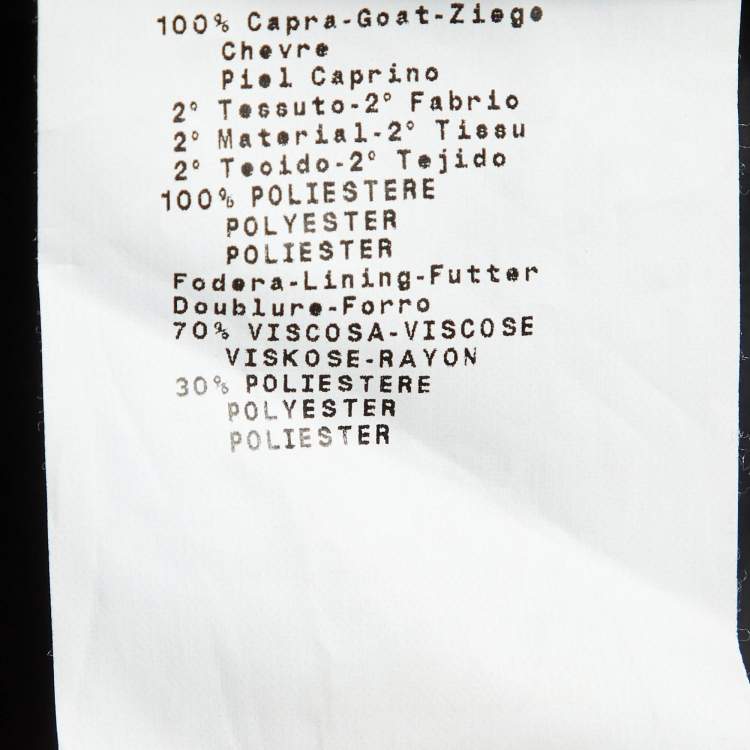 100% Capra-Goat-Ziege
Chevre
Piel Caprino
2° Tessuto-2° Fabric
2° Material-2° Tissu
2° Tecido-2° Tejido
100% POLIESTERE
POLYESTER
POLIESTER
Fodera-Lining-Futter
Doublure-Forro
70% VISCOSA-VISCOSE
VISKOSE-RAYON
30% POLIESTERE
POLYESTER
POLIESTER